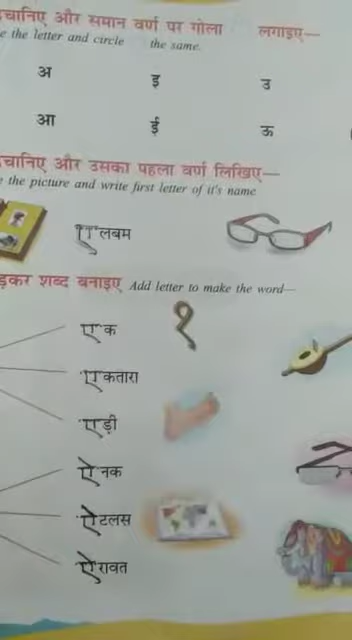 चानिए और समान वर्ण पर गोला लगाइए—
e the letter and circle the same.
अ इ उ
आ ई ऊ
चानिए और उसका पहला वर्ण लिखिए—
the picture and write first letter of it's name
एलबम
ड़कर शब्द बनाइए Add letter to make the word—
एक १
एकतारा
एड़ी
ऐनक
ऐटलस
ऐरावत